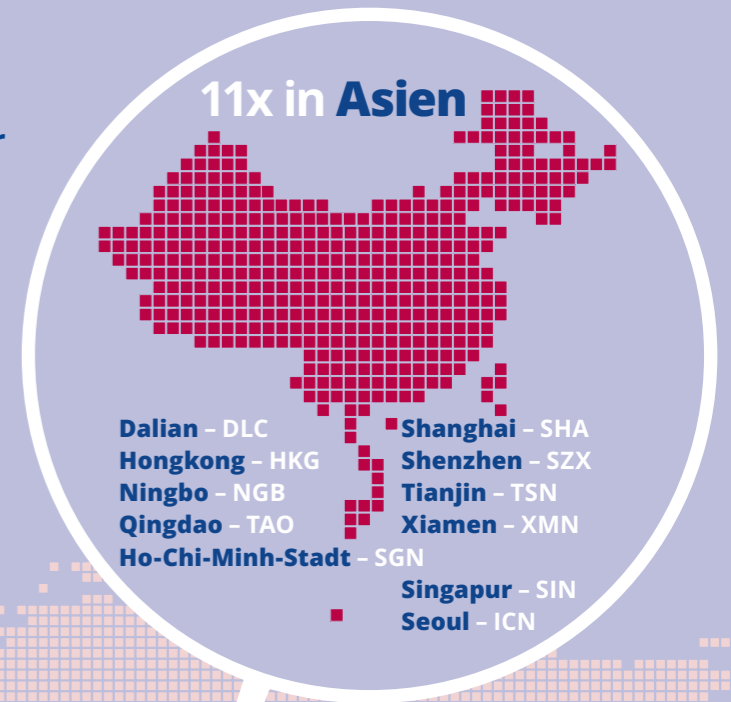 11x in Asien
Dalian – DLC
Hongkong – HKG
Ningbo – NGB
Qingdao – TAO
Ho-Chi-Minh-Stadt – SGN
Shanghai – SHA
Shenzhen – SZX
Tianjin – TSN
Xiamen – XMN
Singapur – SIN
Seoul – ICN